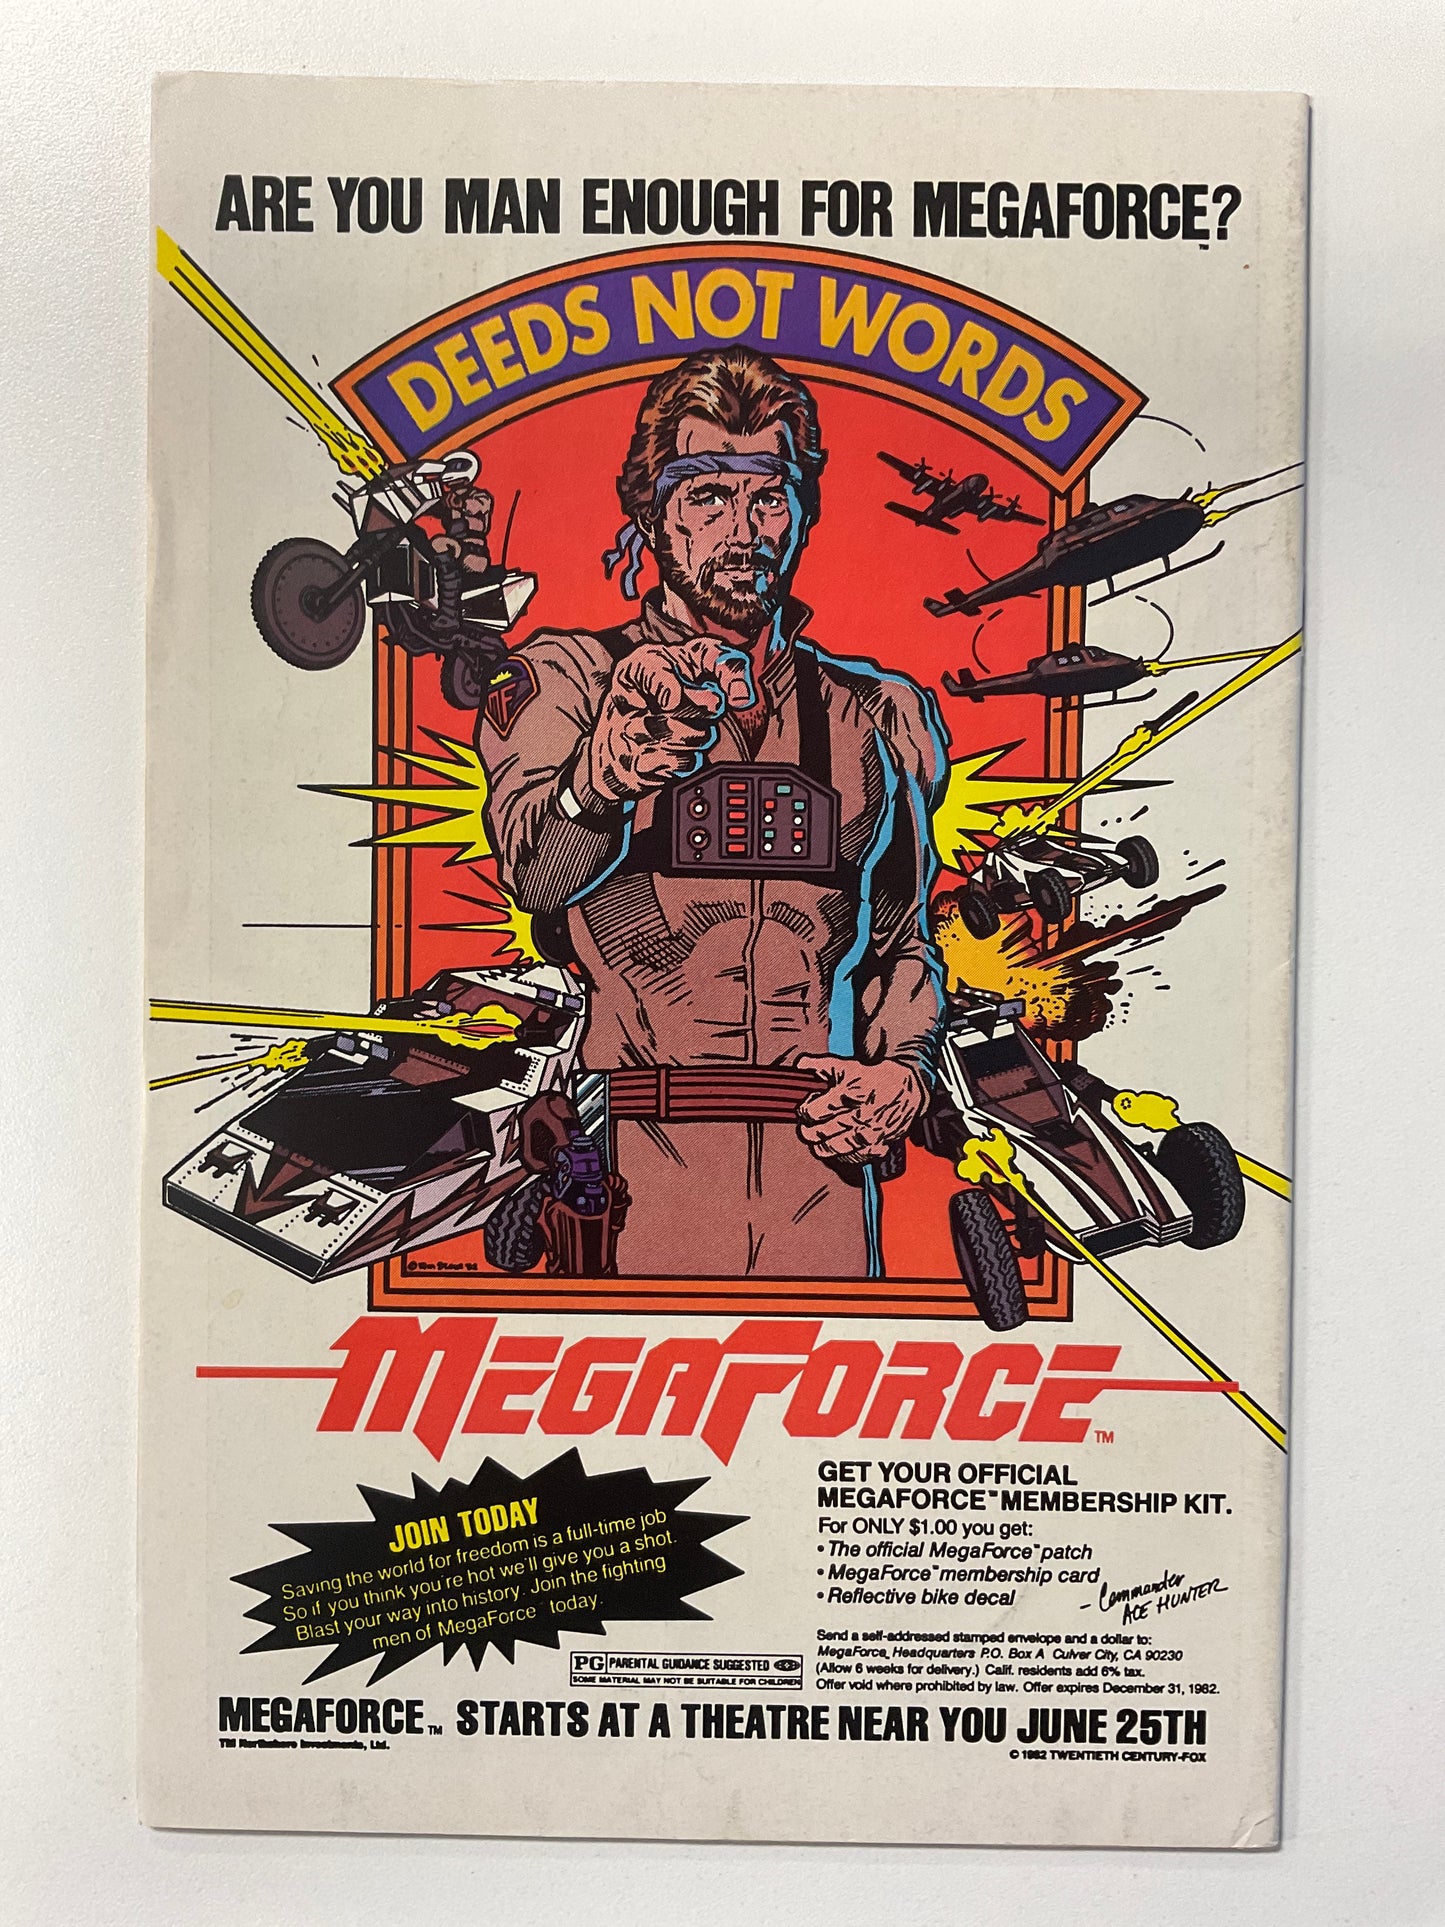 ARE YOU MAN ENOUGH FOR MEGAFORCE?™
DEEDS NOT WORDS
MF
MEGAFORCE™
JOIN TODAY
Saving the world for freedom is a full-time job
So if you think you're hot we'll give you a shot.
Blast your way into history. Join the fighting
men of MegaForce™ today.
GET YOUR OFFICIAL
MEGAFORCE™ MEMBERSHIP KIT.
For ONLY $1.00 you get:
• The official MegaForce™ patch
• MegaForce™ membership card
• Reflective bike decal
- Commander
ACE HUNTER
Send a self-addressed stamped envelope and a dollar to:
MegaForce, Headquarters P.O. Box A Culver City, CA 90230
(Allow 6 weeks for delivery.) Calif. residents add 6% tax.
Offer void where prohibited by law. Offer expires December 31, 1982.
PG PARENTAL GUIDANCE SUGGESTED
SOME MATERIAL MAY NOT BE SUITABLE FOR CHILDREN
MEGAFORCE™ STARTS AT A THEATRE NEAR YOU JUNE 25TH
TM Northshore Investments, Ltd.
© 1982 TWENTIETH CENTURY-FOX